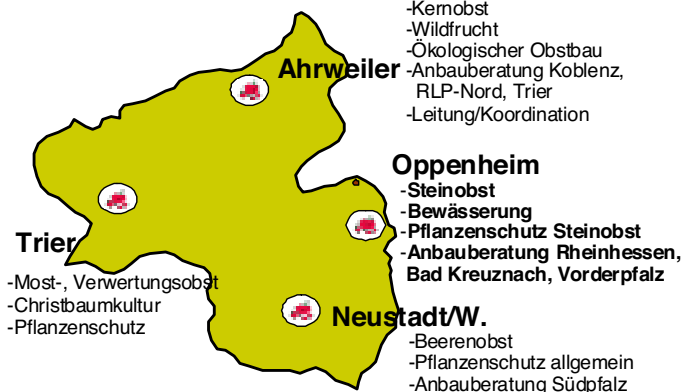 -Kernobst
-Wildfrucht
-Ökologischer Obstbau
Ahrweiler
-Anbauberatung Koblenz,
RLP-Nord, Trier
-Leitung/Koordination
Oppenheim
-Steinobst
-Bewässerung
-Pflanzenschutz Steinobst
-Anbauberatung Rheinhessen,
Bad Kreuznach, Vorderpfalz
Trier
-Most-, Verwertungsobst
-Christbaumkultur
-Pflanzenschutz
Neustadt/W.
-Beerenobst
-Pflanzenschutz allgemein
-Anbauberatung Südpfalz